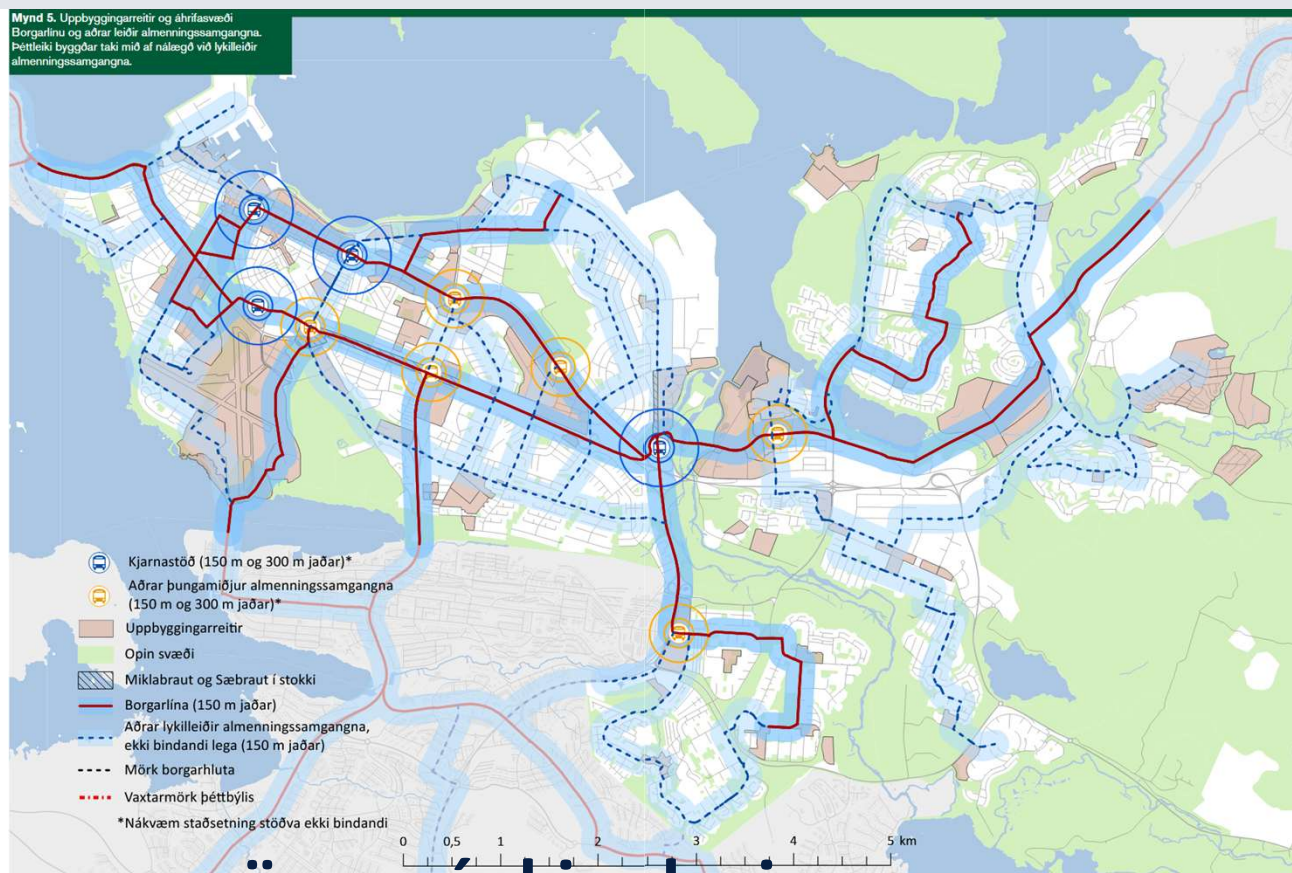 Mynd 5. Uppbyggingarreitir og áhrifasvæði
Borgarlínu og aðrar leiðir almenningssamgangna.
Þéttleiki byggðar taki mið af nálægð við lykilleiðir
almenningssamgangna.
Kjarnastöð (150 m og 300 m jaðar)*
Aðrar þungamiðjur almenningssamgangna
(150 m og 300 m jaðar)*
Uppbyggingarreitir
Opin svæði
Miklabraut og Sæbraut í stokki
Borgarlína (150 m jaðar)
Aðrar lykilleiðir almenningssamgangna,
ekki bindandi lega (150 m jaðar)
Mörk borgarhluta
Vaxtarmörk þéttbýlis
*Nákvæm staðsetning stöðva ekki bindandi
0 0,5 1 2 3 4 5 km